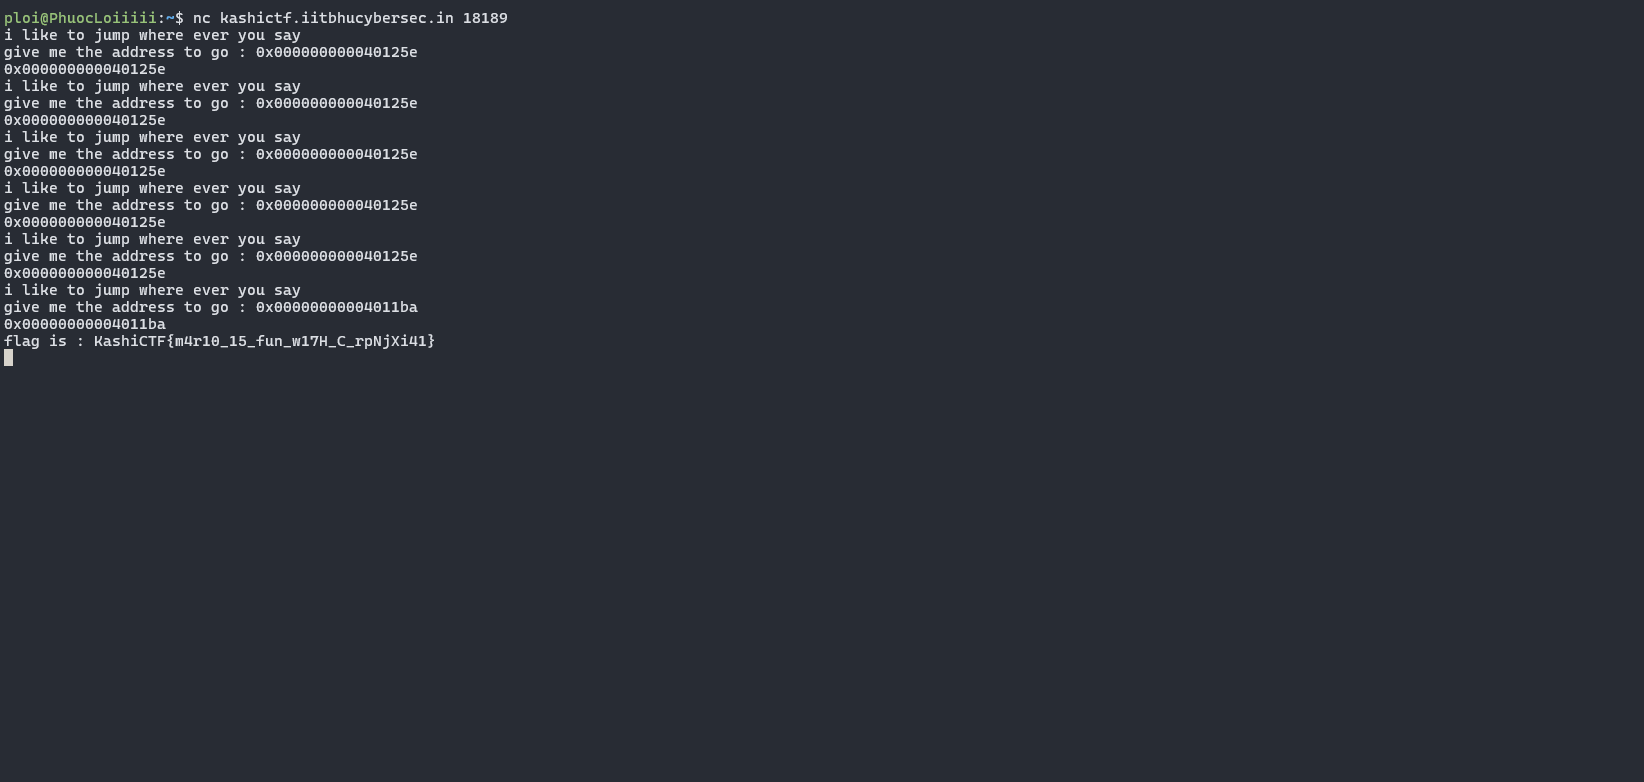 ploi@PhuocLoiiiii:~$ nc kashictf.iitbhucybersec.in 18189
i like to jump where ever you say
give me the address to go : 0x000000000040125e
0x000000000040125e
i like to jump where ever you say
give me the address to go : 0x000000000040125e
0x000000000040125e
i like to jump where ever you say
give me the address to go : 0x000000000040125e
0x000000000040125e
i like to jump where ever you say
give me the address to go : 0x000000000040125e
0x000000000040125e
i like to jump where ever you say
give me the address to go : 0x000000000040125e
0x000000000040125e
i like to jump where ever you say
give me the address to go : 0x00000000004011ba
0x00000000004011ba
flag is : KashiCTF{m4r10_15_fun_w17H_C_rpNjXi41}